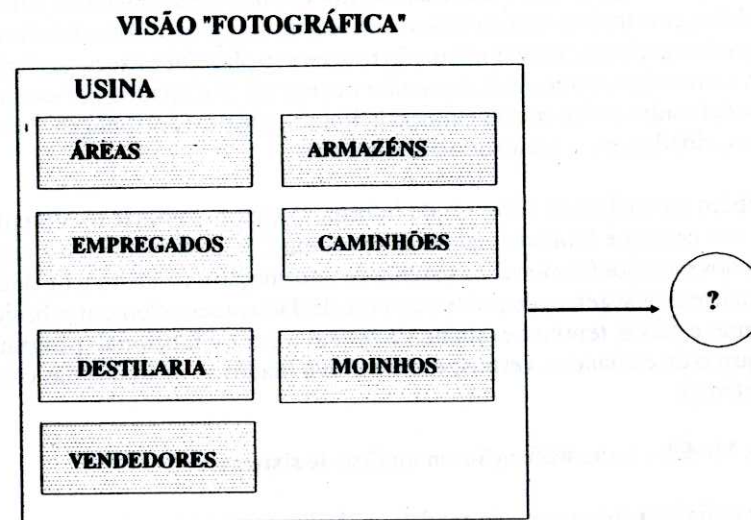 VISÃO "FOTOGRÁFICA"
USINA
ÁREAS
ARMAZÉNS
EMPREGADOS
CAMINHÕES
?
DESTILARIA
MOINHOS
VENDEDORES